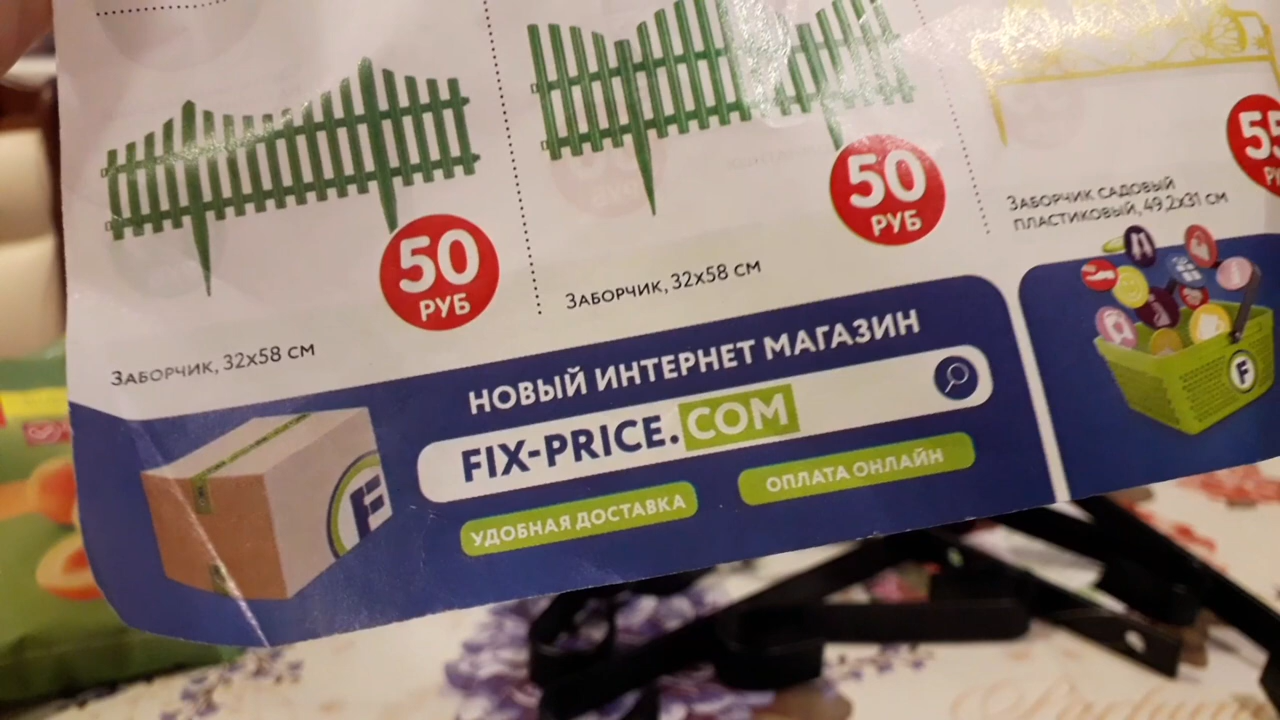 50
РУБ
ЗАБОРЧИК, 32х58 СМ
50
РУБ
ЗАБОРЧИК, 32х58 СМ
55
ЗАБОРЧИК САДОВЫЙ
ПЛАСТИКОВЫЙ, 49,2х31 СМ
НОВЫЙ ИНТЕРНЕТ МАГАЗИН
FIX-PRICE.COM
УДОБНАЯ ДОСТАВКА
ОПЛАТА ОНЛАЙН
F
F